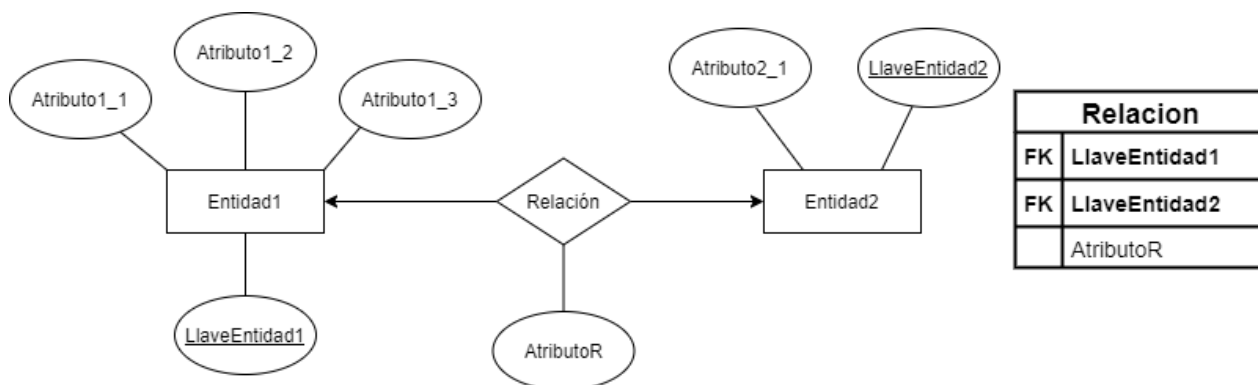 Atributo1_2
Atributo1_1
Atributo1_3
Entidad1
LlaveEntidad1
Relación
AtributoR
Atributo2_1
LlaveEntidad2
Entidad2
Relacion
FK LlaveEntidad1
FK LlaveEntidad2
AtributoR